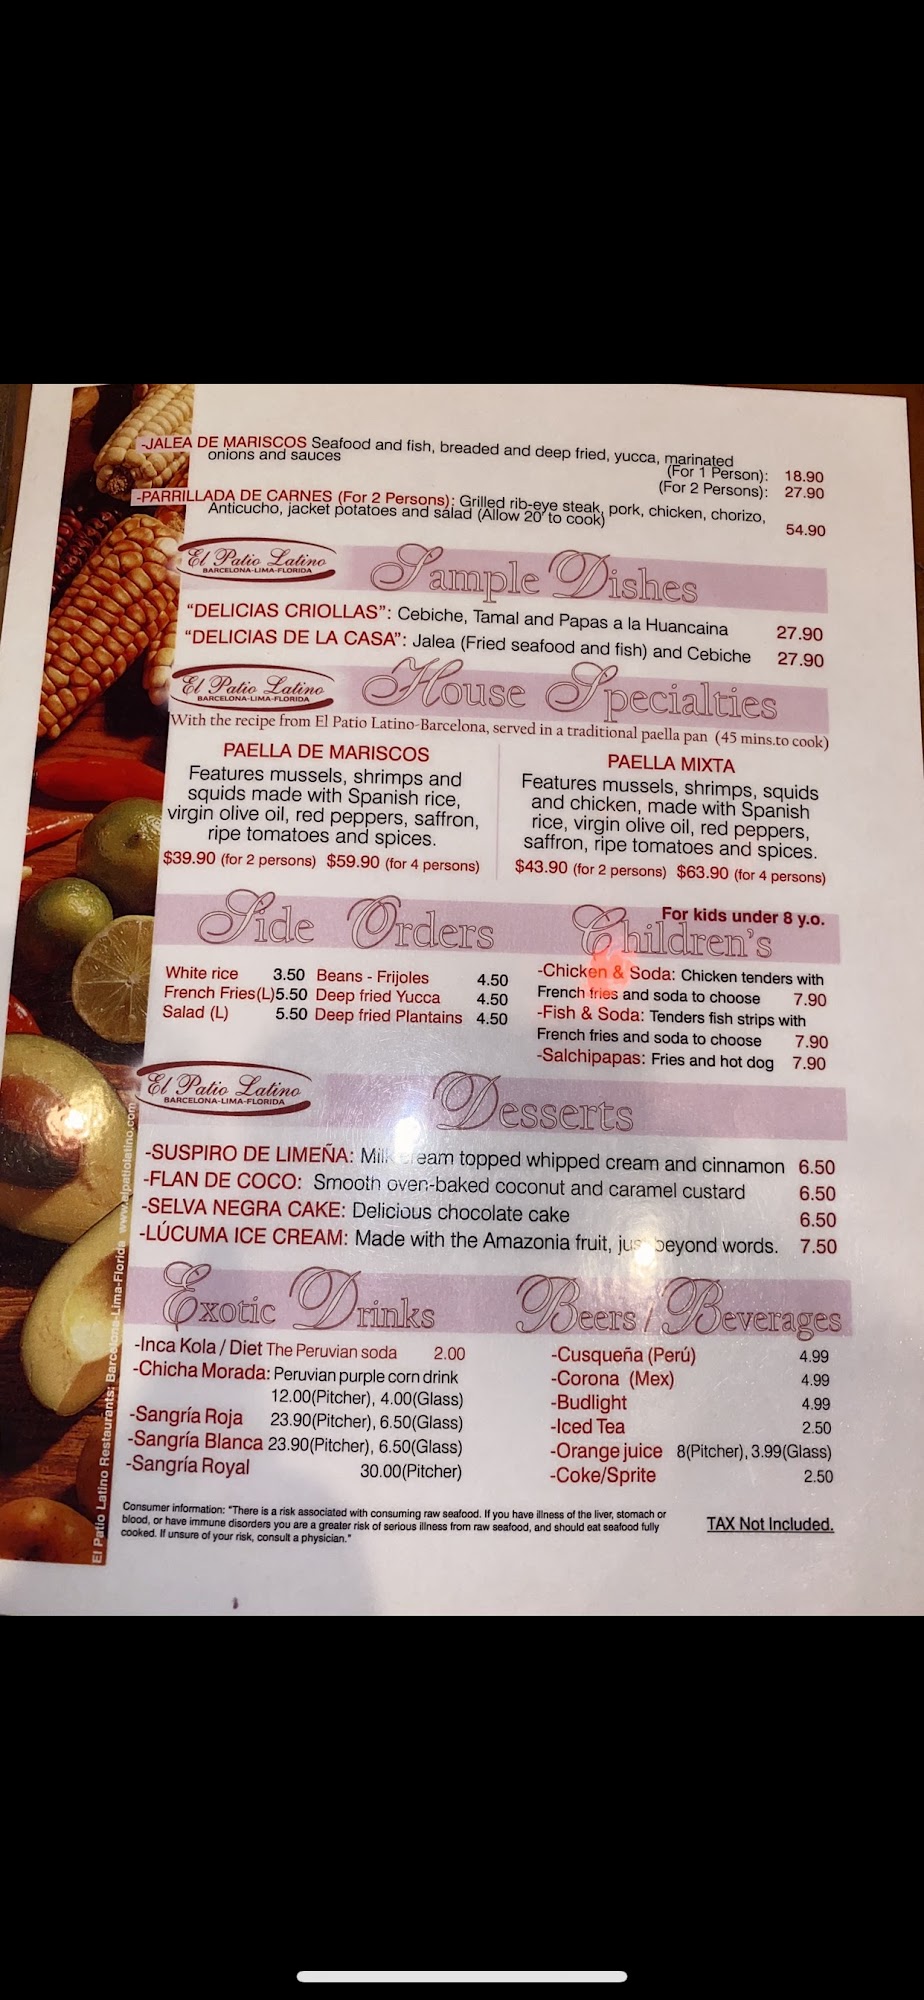 -JALEA DE MARISCOS Seafood and fish, breaded and deep fried, yucca, marinated
onions and sauces
(For 1 Person): 18.90
(For 2 Persons): 27.90
-PARRILLADA DE CARNES (For 2 Persons): Grilled rib-eye steak, pork, chicken, chorizo,
Anticucho, jacket potatoes and salad (Allow 20' to cook)
54.90
El Patio Latino
BARCELONA-LIMA-FLORIDA
Sample Dishes
"DELICIAS CRIOLLAS": Cebiche, Tamal and Papas a la Huancaina 27.90
"DELICIAS DE LA CASA": Jalea (Fried seafood and fish) and Cebiche 27.90
El Patio Latino
BARCELONA-LIMA-FLORIDA
House Specialties
With the recipe from El Patio Latino-Barcelona, served in a traditional paella pan (45 mins.to cook)
PAELLA DE MARISCOS
Features mussels, shrimps and
squids made with Spanish rice,
virgin olive oil, red peppers, saffron,
ripe tomatoes and spices.
$39.90 (for 2 persons) $59.90 (for 4 persons)
PAELLA MIXTA
Features mussels, shrimps, squids
and chicken, made with Spanish
rice, virgin olive oil, red peppers,
saffron, ripe tomatoes and spices.
$43.90 (for 2 persons) $63.90 (for 4 persons)
Side Orders
White rice 3.50 Beans - Frijoles 4.50
French Fries(L)5.50 Deep fried Yucca 4.50
Salad (L) 5.50 Deep fried Plantains 4.50
For kids under 8 y.o.
Children's
-Chicken & Soda: Chicken tenders with
French fries and soda to choose 7.90
-Fish & Soda: Tenders fish strips with
French fries and soda to choose 7.90
-Salchipapas: Fries and hot dog 7.90
El Patio Latino
BARCELONA-LIMA-FLORIDA
Desserts
-SUSPIRO DE LIMEÑA: Milk cream topped whipped cream and cinnamon 6.50
-FLAN DE COCO: Smooth oven-baked coconut and caramel custard 6.50
-SELVA NEGRA CAKE: Delicious chocolate cake 6.50
-LÚCUMA ICE CREAM: Made with the Amazonia fruit, just beyond words. 7.50
Exotic Drinks
-Inca Kola / Diet The Peruvian soda 2.00
-Chicha Morada: Peruvian purple corn drink
12.00(Pitcher), 4.00(Glass)
-Sangría Roja 23.90(Pitcher), 6.50(Glass)
-Sangría Blanca 23.90(Pitcher), 6.50(Glass)
-Sangría Royal 30.00(Pitcher)
Beers / Beverages
-Cusqueña (Perú) 4.99
-Corona (Mex) 4.99
-Budlight 4.99
-Iced Tea 2.50
-Orange juice 8(Pitcher), 3.99(Glass)
-Coke/Sprite 2.50
Consumer information: "There is a risk associated with consuming raw seafood. If you have illness of the liver, stomach or
blood, or have immune disorders you are a greater risk of serious illness from raw seafood, and should eat seafood fully
cooked. If unsure of your risk, consult a physician."
TAX Not Included.
El Patio Latino Restaurants: Barcelona-Lima-Florida www.elpatiolatino.com